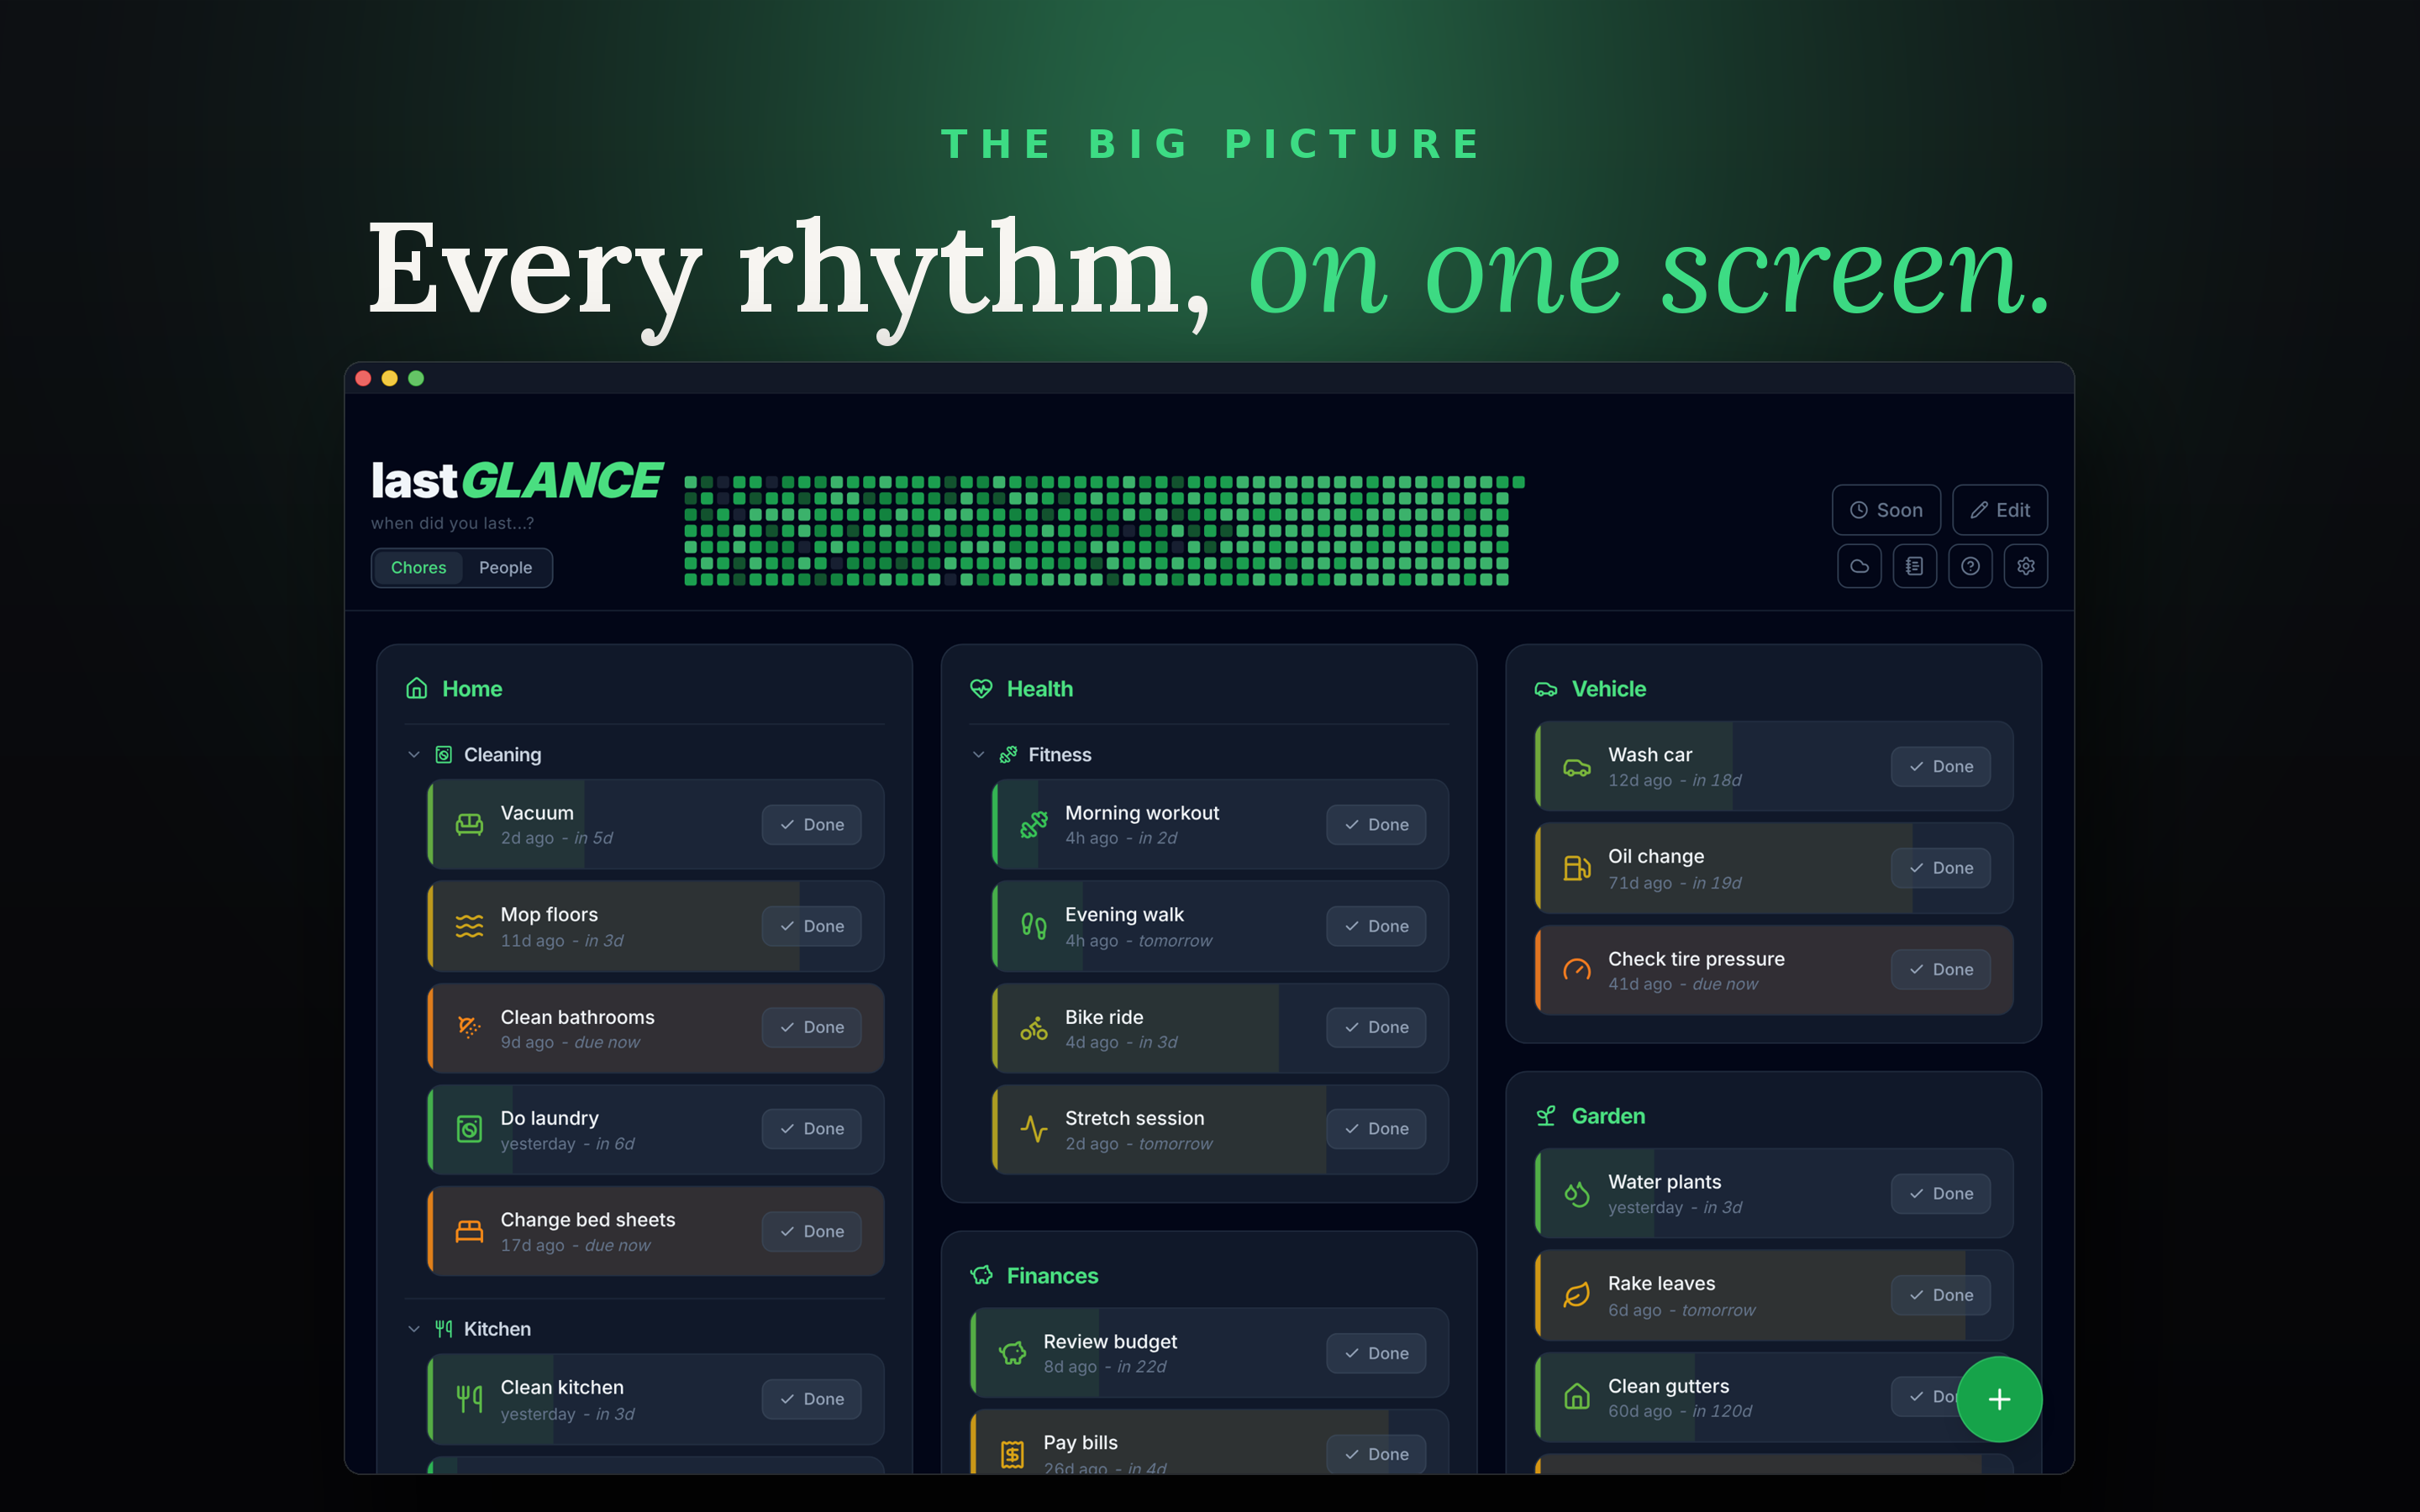 THE BIG PICTURE
Every rhythm, on one screen.
lastGLANCE
when did you last...?
Chores People
Soon Edit
Home
Cleaning
Vacuum
2d ago - in 5d
Done
Mop floors
11d ago - in 3d
Done
Clean bathrooms
9d ago - due now
Done
Do laundry
yesterday - in 6d
Done
Change bed sheets
17d ago - due now
Done
Kitchen
Clean kitchen
yesterday - in 3d
Done
Health
Fitness
Morning workout
4h ago - in 2d
Done
Evening walk
4h ago - tomorrow
Done
Bike ride
4d ago - in 3d
Done
Stretch session
2d ago - tomorrow
Done
Finances
Review budget
8d ago - in 22d
Done
Pay bills
26d ago - in 4d
Done
Vehicle
Wash car
12d ago - in 18d
Done
Oil change
71d ago - in 19d
Done
Check tire pressure
41d ago - due now
Done
Garden
Water plants
yesterday - in 3d
Done
Rake leaves
6d ago - tomorrow
Done
Clean gutters
60d ago - in 120d